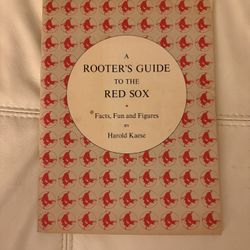 A
ROOTER'S GUIDE
TO THE
RED SOX
Facts, Fun and Figures
BY
Harold Kaese